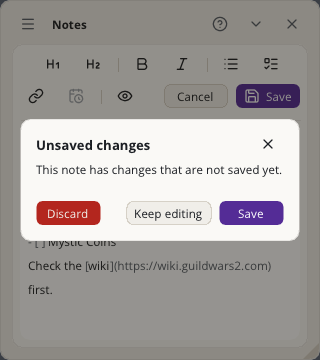 Notes
H1 H2 B I
Cancel Save
Unsaved changes
This note has changes that are not saved yet.
Discard Keep editing Save
- [ ] Mystic Coins
Check the [wiki](https://wiki.guildwars2.com)
first.